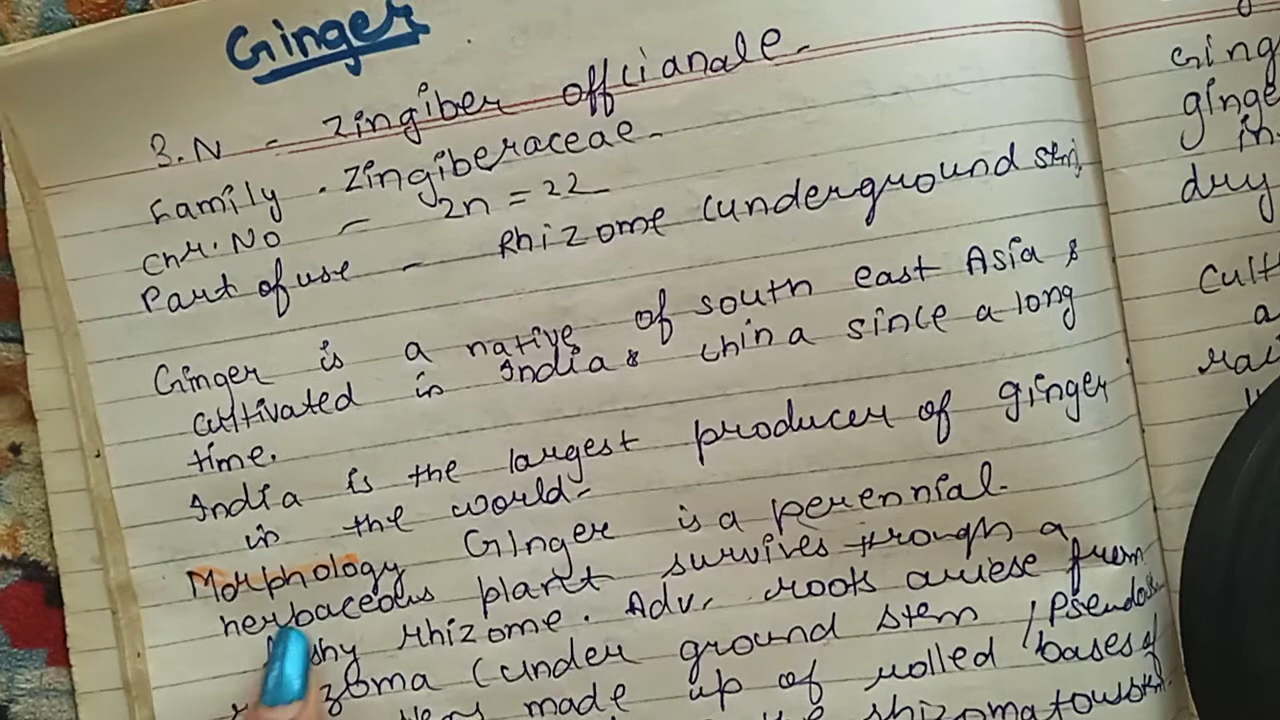 Ginger
B.N - Zingiber officianale
Family - Zingiberaceae
Chr. No - 2n = 22
Part of use - Rhizome (underground stem)
Ginger is a native of south east Asia &
cultivated in India & china since a long
time.
India is the largest producer of ginger
in the world-
Morphology Ginger is a perennial.
herbaceous plant survives through a
rhizome. Adv. roots ariese from
(under ground stem
made up of rolled bases of
Ging
ginge
in
dry
Cult
a